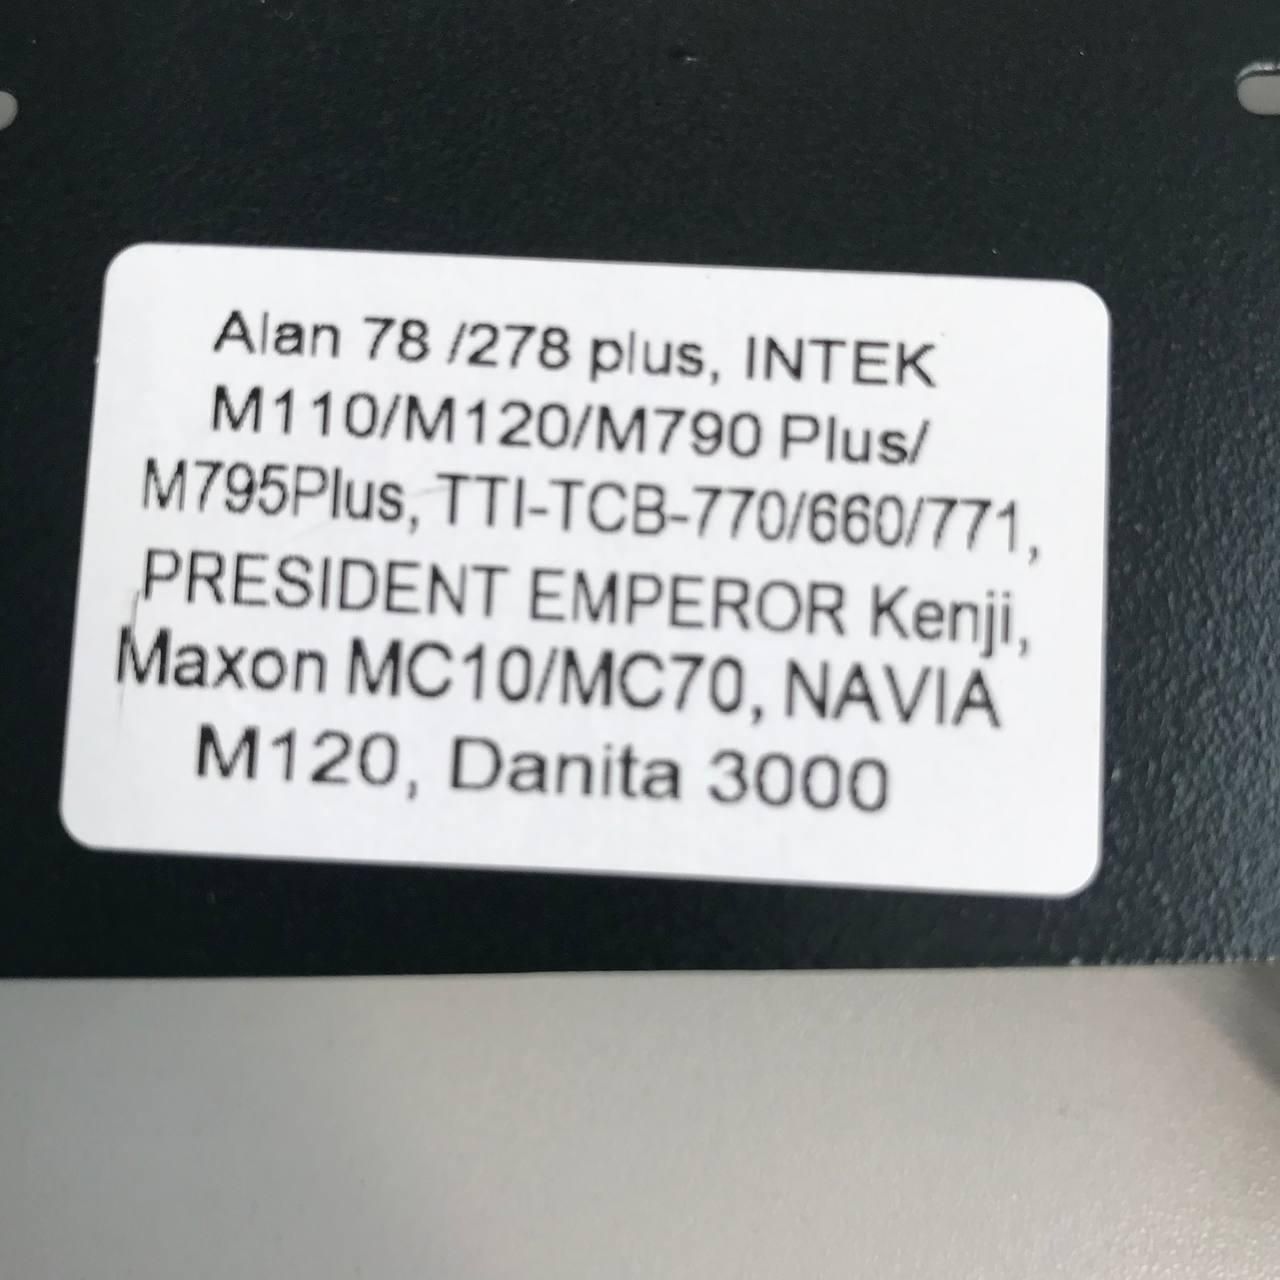 Alan 78 /278 plus, INTEK
M110/M120/M790 Plus/
M795Plus, TTI-TCB-770/660/771,
PRESIDENT EMPEROR Kenji,
Maxon MC10/MC70, NAVIA
M120, Danita 3000